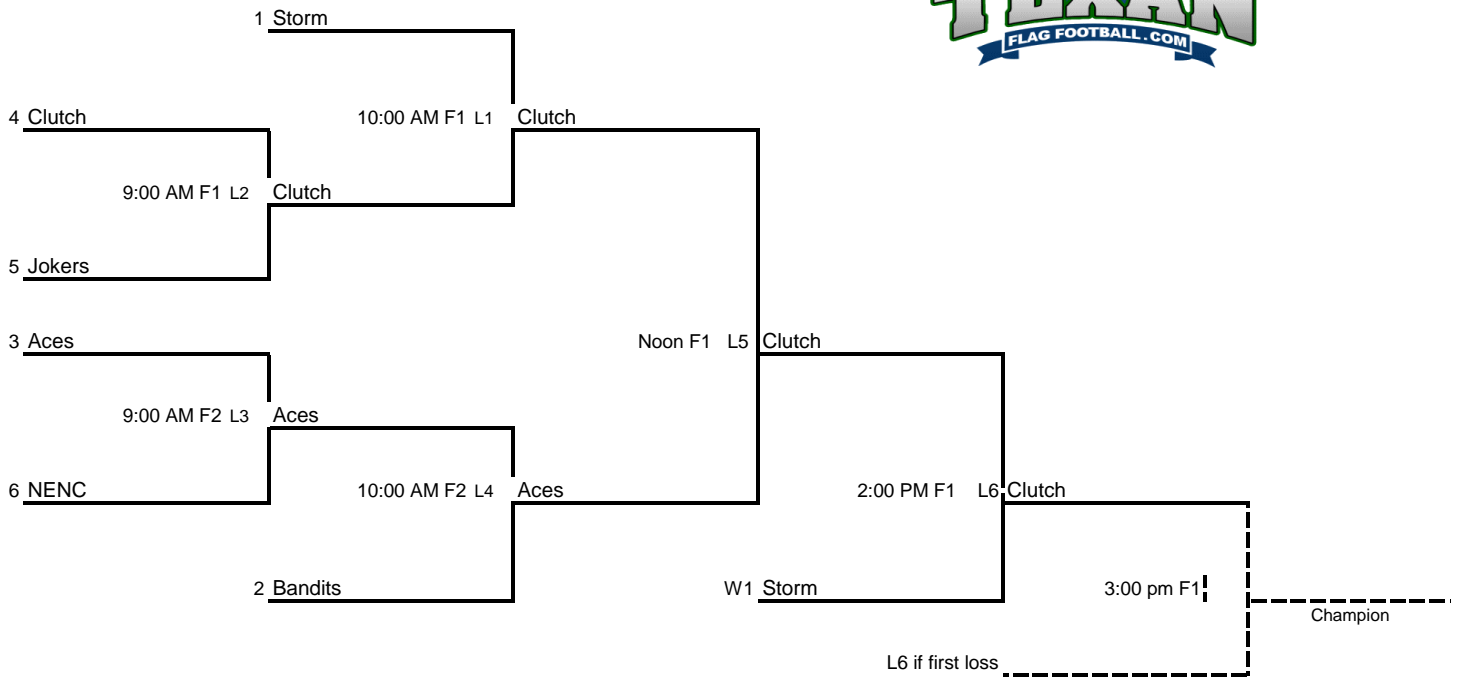 TEXAN
FLAG FOOTBALL.COM
1 Storm
4 Clutch
10:00 AM F1 L1 Clutch
9:00 AM F1 L2 Clutch
5 Jokers
3 Aces
Noon F1 L5 Clutch
9:00 AM F2 L3 Aces
6 NENC
10:00 AM F2 L4 Aces
2:00 PM F1 L6 Clutch
2 Bandits
W1 Storm
3:00 pm F1
Champion
L6 if first loss